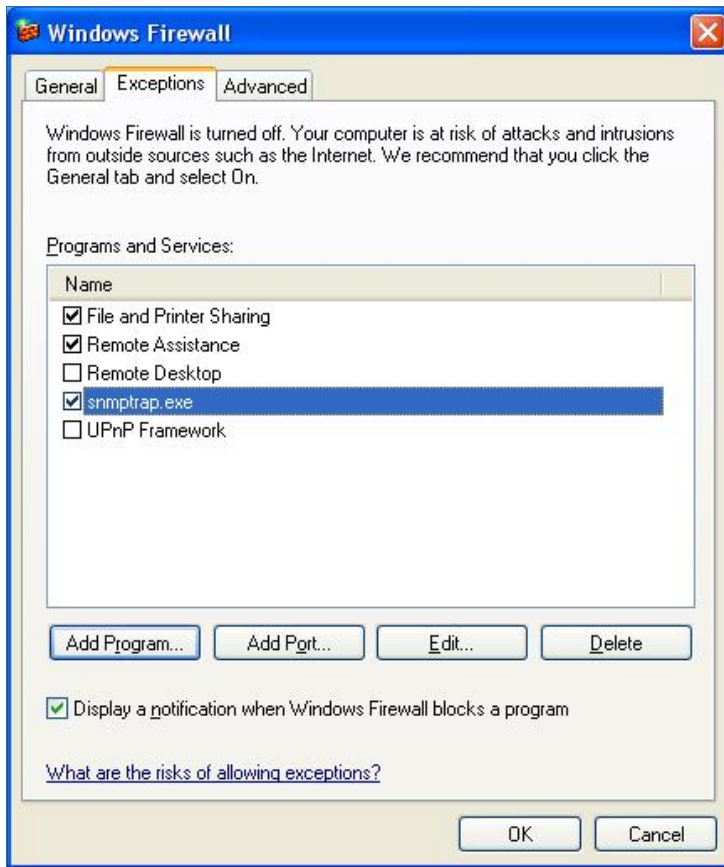 Windows Firewall
General Exceptions Advanced
Windows Firewall is turned off. Your computer is at risk of attacks and intrusions
from outside sources such as the Internet. We recommend that you click the
General tab and select On.
Programs and Services:
Name
File and Printer Sharing
Remote Assistance
Remote Desktop
snmptrap.exe
UPnP Framework
Add Program... Add Port... Edit... Delete
Display a notification when Windows Firewall blocks a program
What are the risks of allowing exceptions?
OK Cancel